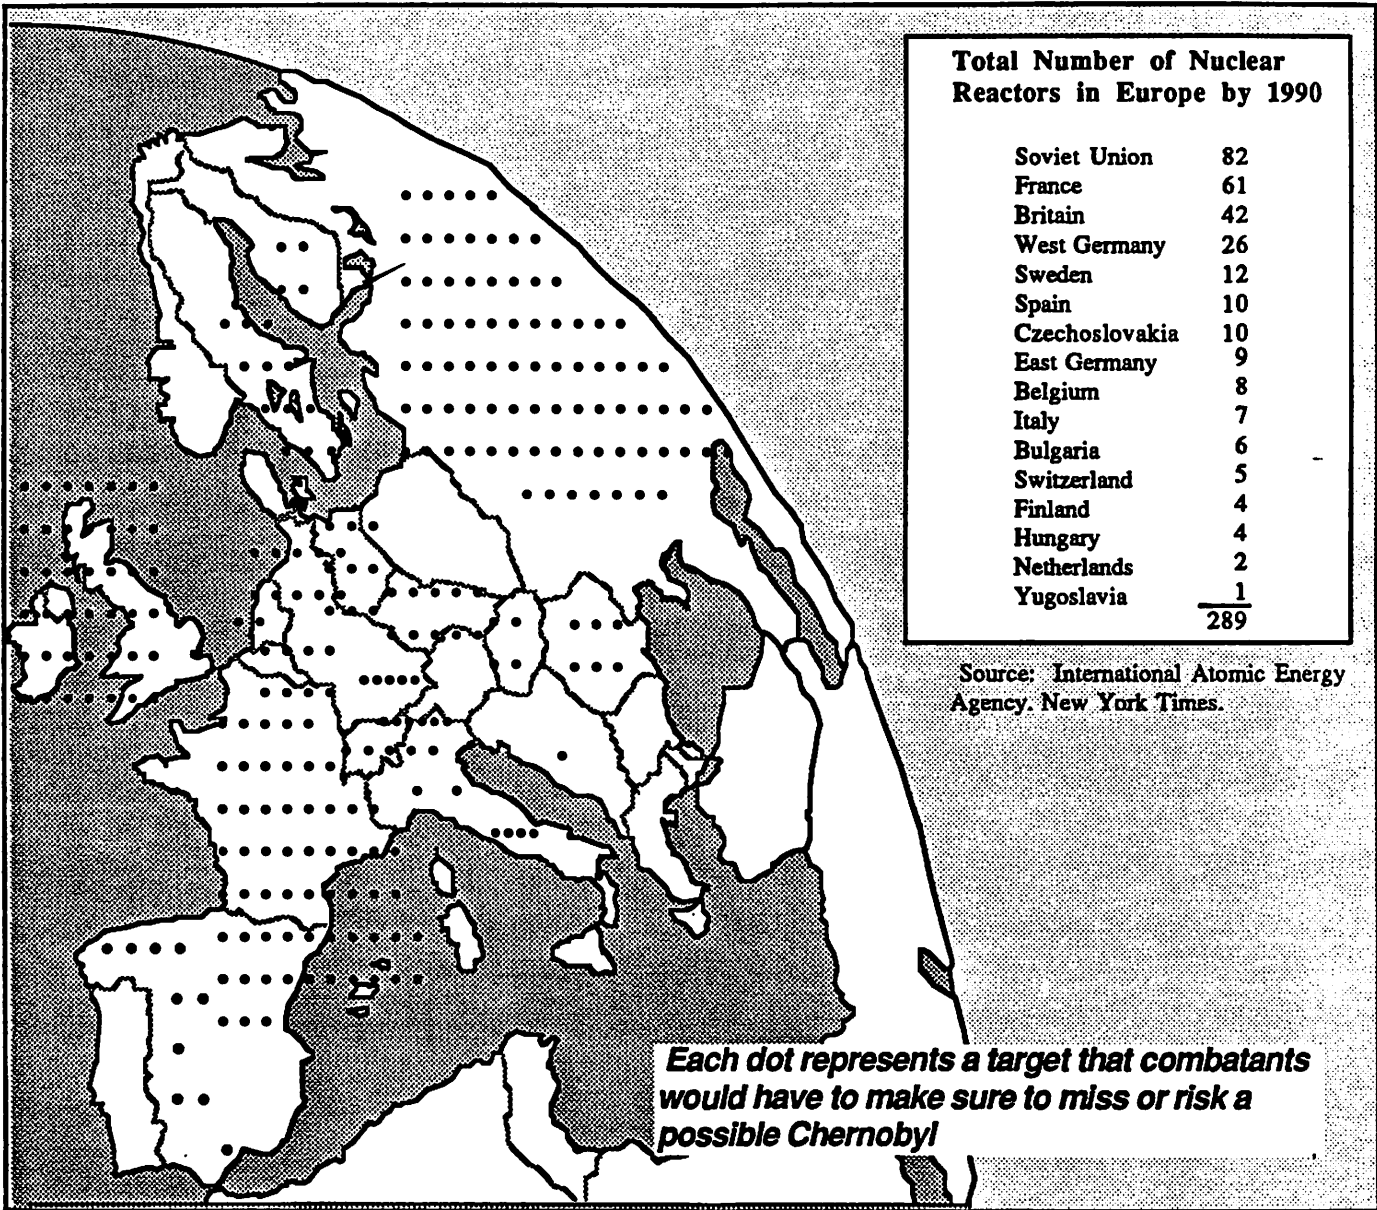 Total Number of Nuclear
Reactors in Europe by 1990
Soviet Union 82
France 61
Britain 42
West Germany 26
Sweden 12
Spain 10
Czechoslovakia 10
East Germany 9
Belgium 8
Italy 7
Bulgaria 6
Switzerland 5
Finland 4
Hungary 4
Netherlands 2
Yugoslavia 1
289
Source: International Atomic Energy
Agency. New York Times.
Each dot represents a target that combatants
would have to make sure to miss or risk a
possible Chernobyl